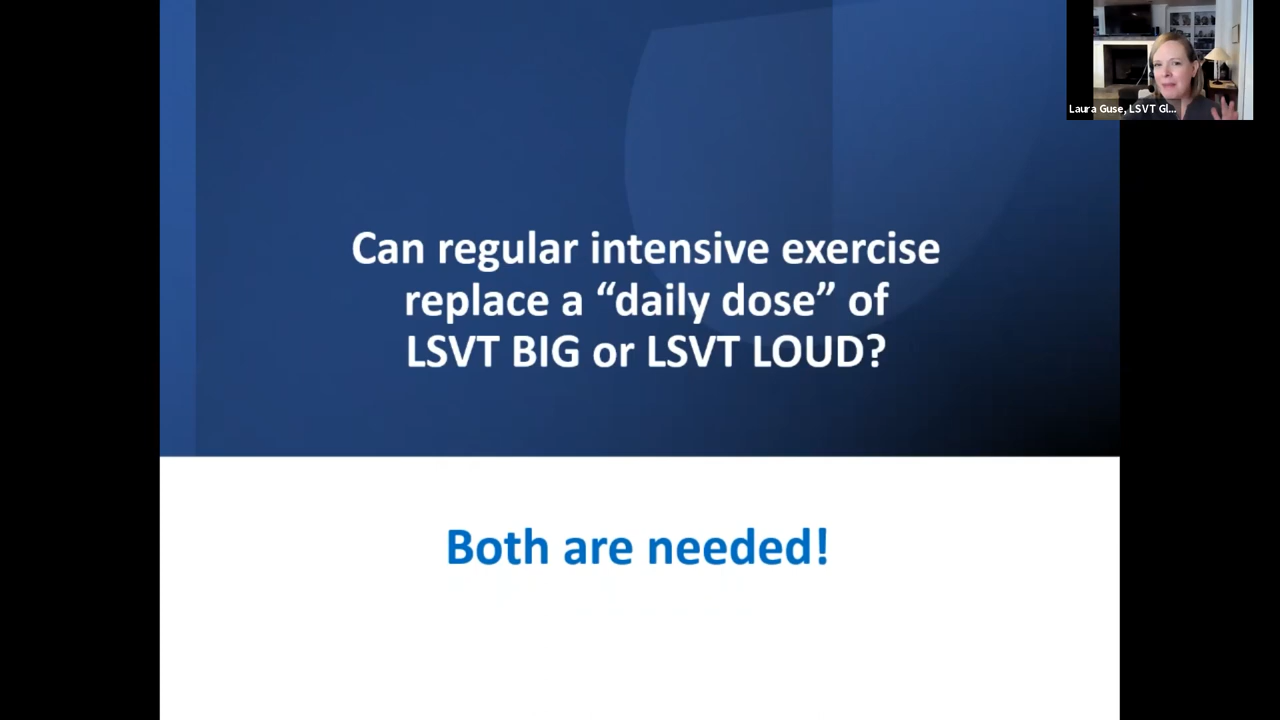 Laura Guse, LSVT Gl...
Can regular intensive exercise
replace a “daily dose” of
LSVT BIG or LSVT LOUD?
Both are needed!